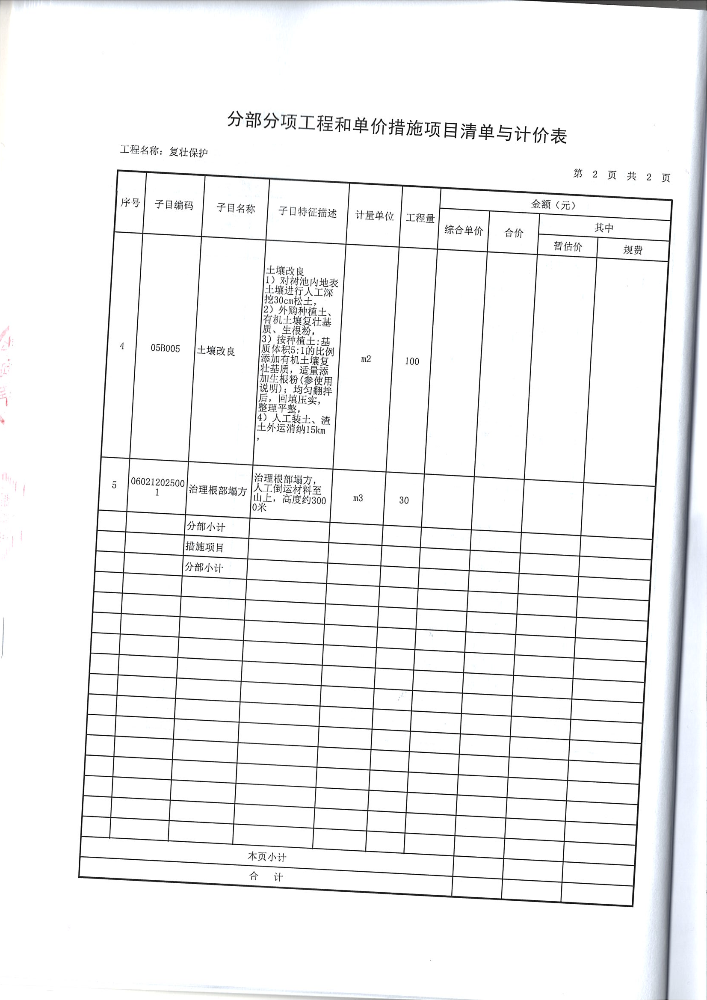 分部分项工程和单价措施项目清单与计价表
工程名称：复壮保护
第 2 页 共 2 页
序号
子目编码
子目名称
子目特征描述
计量单位
工程量
金额（元）
综合单价
合价
其中
暂估价
规费
4
05B005
土壤改良
土壤改良
1）对树池内地表
土壤进行人工深
挖30cm松土，
2）外购种植土、
有机土壤复壮基
质、生根粉，
3）按种植土:基
质体积5:1的比例
添加有机土壤复
壮基质，适量添
加生根粉(参使用
说明)；均匀翻拌
后，回填压实，
整理平整，
4）人工装土、渣
土外运消纳15km
，
m2
100
5
06021202500
1
治理根部塌方
治理根部塌方，
人工倒运材料至
山上，高度约300
0米
m3
30
分部小计
措施项目
分部小计
本页小计
合 计